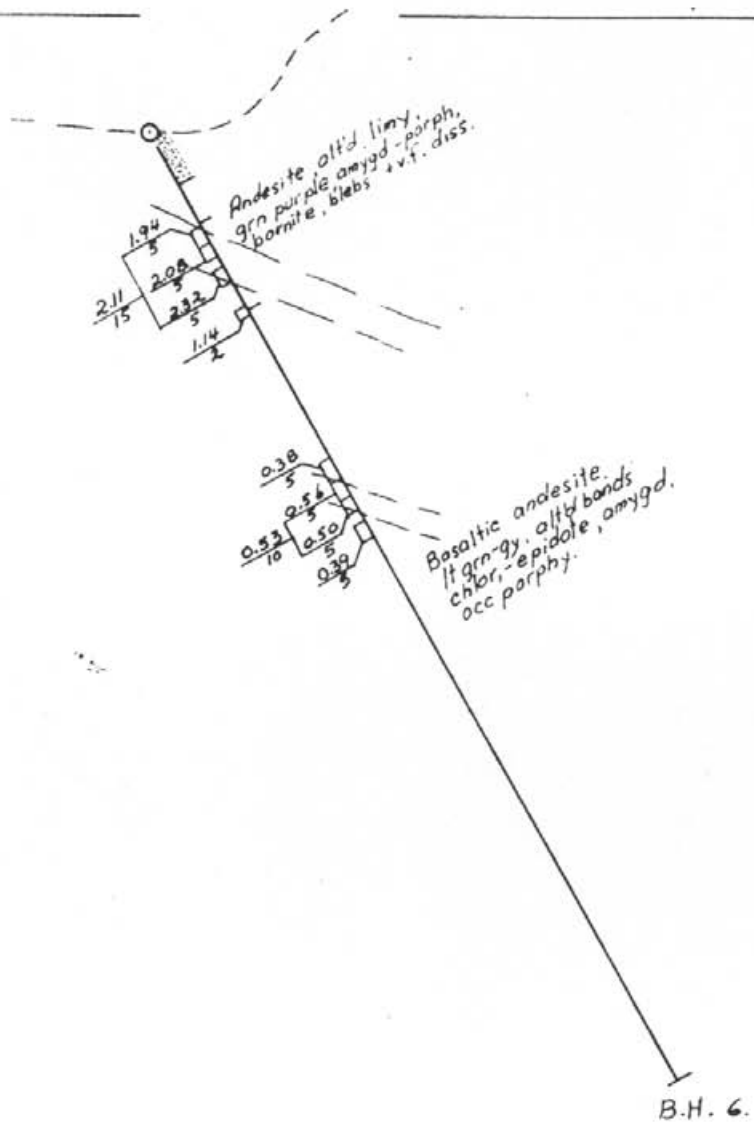 Andesite, alt'd. limy,
grn purple, amygd-porph,
bornite, blebs + v.f. diss.
1.94
5
2.08
5
2.11
15
2.32
5
1.14
2
0.38
5
0.56
5
0.53
10
0.50
5
0.39
5
Basaltic andesite.
lt grn-gy. alt'd bands
chlor,-epidote, amygd.
occ porphy.
B.H. 6.